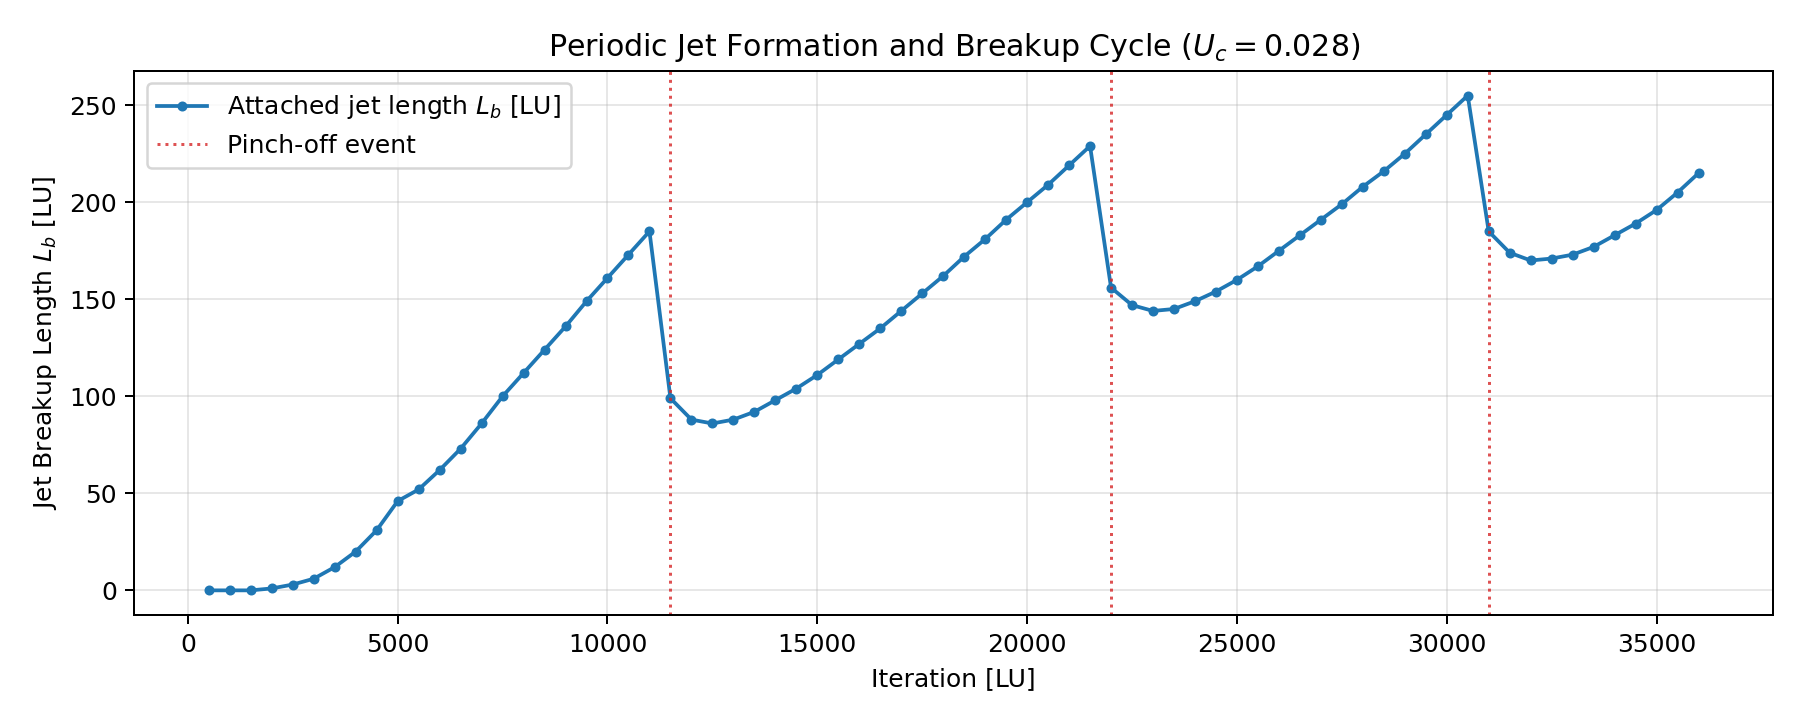 Periodic Jet Formation and Breakup Cycle ($U_c = 0.028$)
Attached jet length $L_b$ [LU]
Pinch-off event
Jet Breakup Length $L_b$ [LU]
250
200
150
100
50
0
0 5000 10000 15000 20000 25000 30000 35000
Iteration [LU]